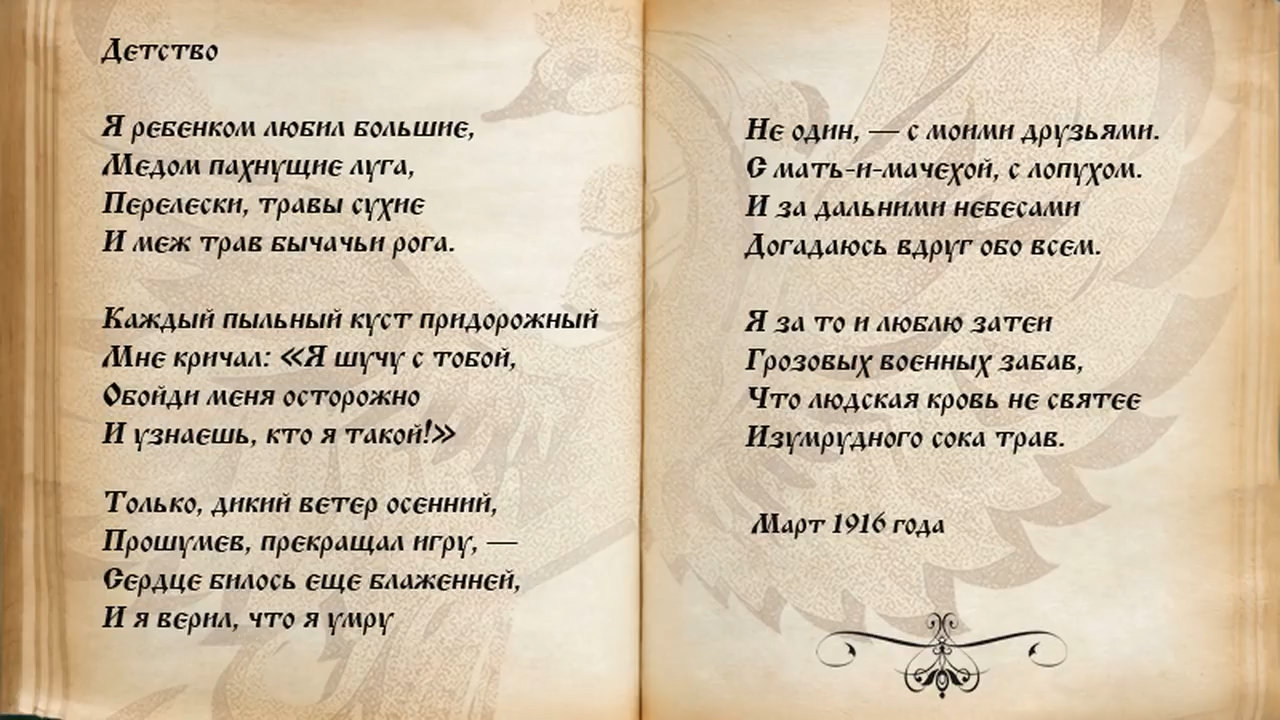 Детство
Я ребенком любил большие,
Медом пахнущие луга,
Перелески, травы сухие
И меж трав бычачьи рога.
Каждый пыльный куст придорожный
Мне кричал: «Я шучу с тобой,
Обойди меня осторожно
И узнаешь, кто я такой!»
Только, дикий ветер осенний,
Прошумев, прекращал игру, —
Сердце билось еще блаженней,
И я верил, что я умру
Не один, — с моими друзьями.
С мать-и-мачехой, с лопухом.
И за дальними небесами
Догадаюсь вдруг обо всем.
Я за то и люблю затеи
Грозовых военных забав,
Что людская кровь не святее
Изумрудного сока трав.
Март 1916 года